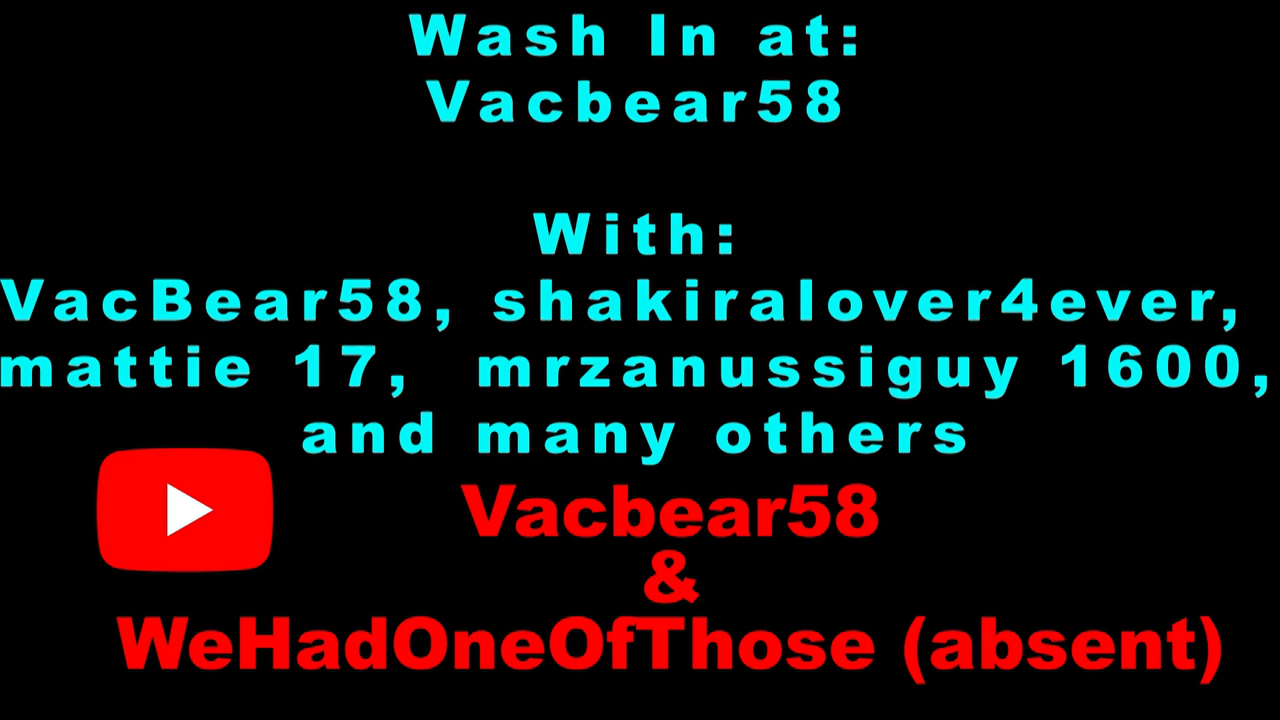 Wash In at:
Vacbear58
With:
VacBear58, shakiralover4ever,
mattie 17, mrzanussiguy 1600,
and many others
Vacbear58
&
WeHadOneOfThose (absent)